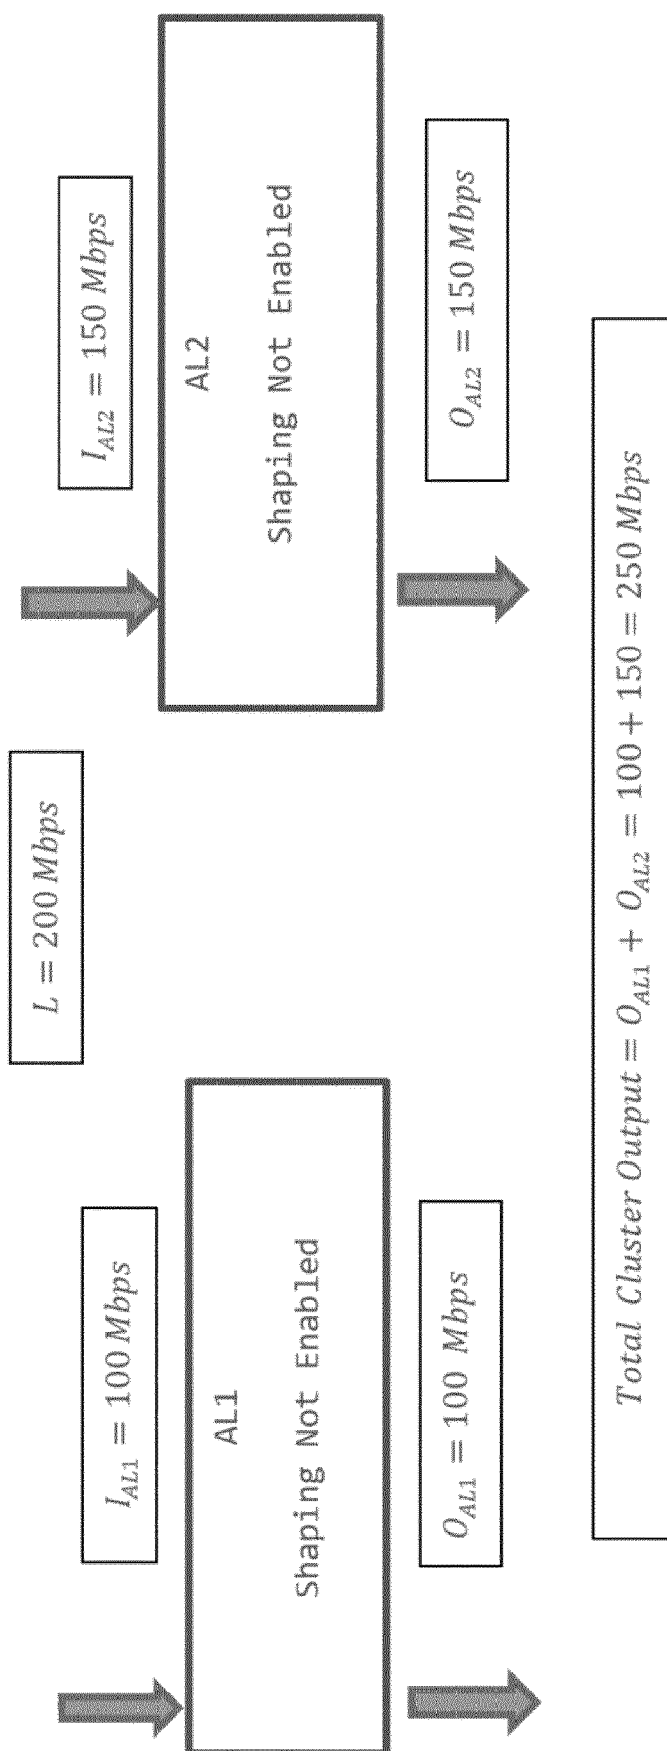 L = 200 Mbps
I_{AL1} = 100 Mbps
I_{AL2} = 150 Mbps
AL1
Shaping Not Enabled
AL2
Shaping Not Enabled
O_{AL1} = 100 Mbps
O_{AL2} = 150 Mbps
Total Cluster Output = O_{AL1} + O_{AL2} = 100 + 150 = 250 Mbps